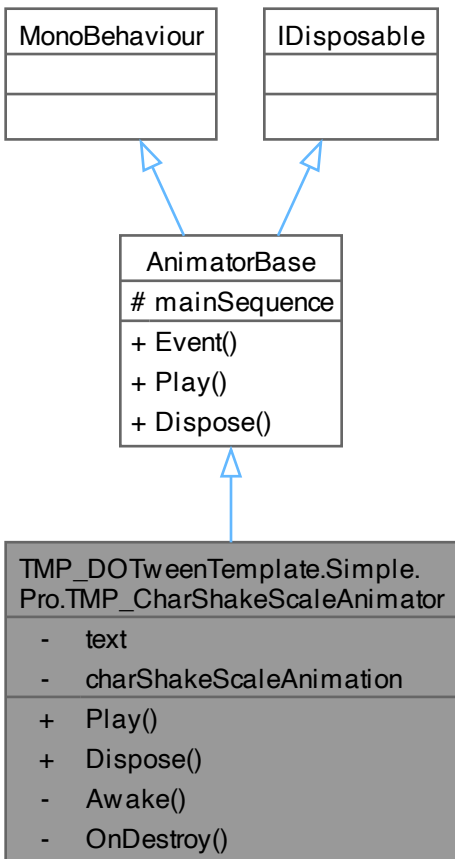 MonoBehaviour
IDisposable
AnimatorBase
# mainSequence
+ Event()
+ Play()
+ Dispose()
TMP_DOTweenTemplate.Simple.
Pro.TMP_CharShakeScaleAnimator
- text
- charShakeScaleAnimation
+ Play()
+ Dispose()
- Awake()
- OnDestroy()